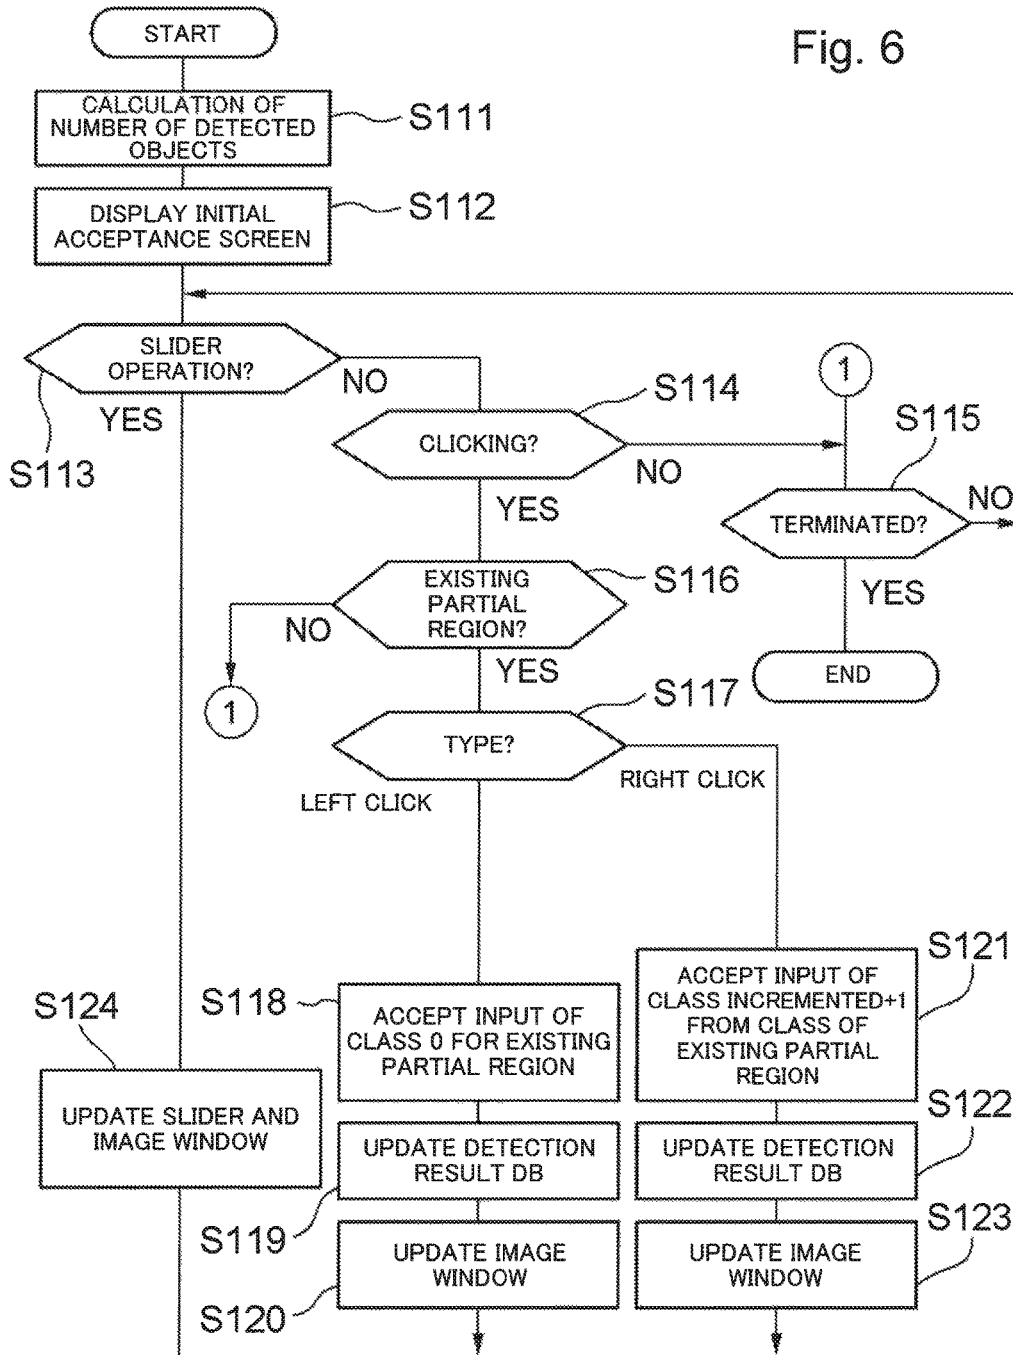 START
Fig. 6
CALCULATION OF
NUMBER OF DETECTED
OBJECTS
S111
DISPLAY INITIAL
ACCEPTANCE SCREEN
S112
SLIDER
OPERATION?
NO
YES
S113
CLICKING?
S114
NO
YES
1
S115
TERMINATED?
NO
YES
END
EXISTING
PARTIAL
REGION?
S116
NO
YES
1
TYPE?
S117
LEFT CLICK
RIGHT CLICK
S124
UPDATE SLIDER AND
IMAGE WINDOW
S118
ACCEPT INPUT OF
CLASS 0 FOR EXISTING
PARTIAL REGION
S121
ACCEPT INPUT OF
CLASS INCREMENTED+1
FROM CLASS OF
EXISTING PARTIAL
REGION
UPDATE DETECTION
RESULT DB
S119
UPDATE DETECTION
RESULT DB
S122
UPDATE IMAGE
WINDOW
S120
UPDATE IMAGE
WINDOW
S123